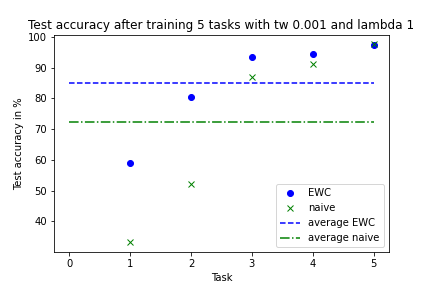 Test accuracy after training 5 tasks with tw 0.001 and lambda 1
100
90
80
70
60
50
40
Test accuracy in %
0 1 2 3 4 5
Task
EWC
naive
average EWC
average naive